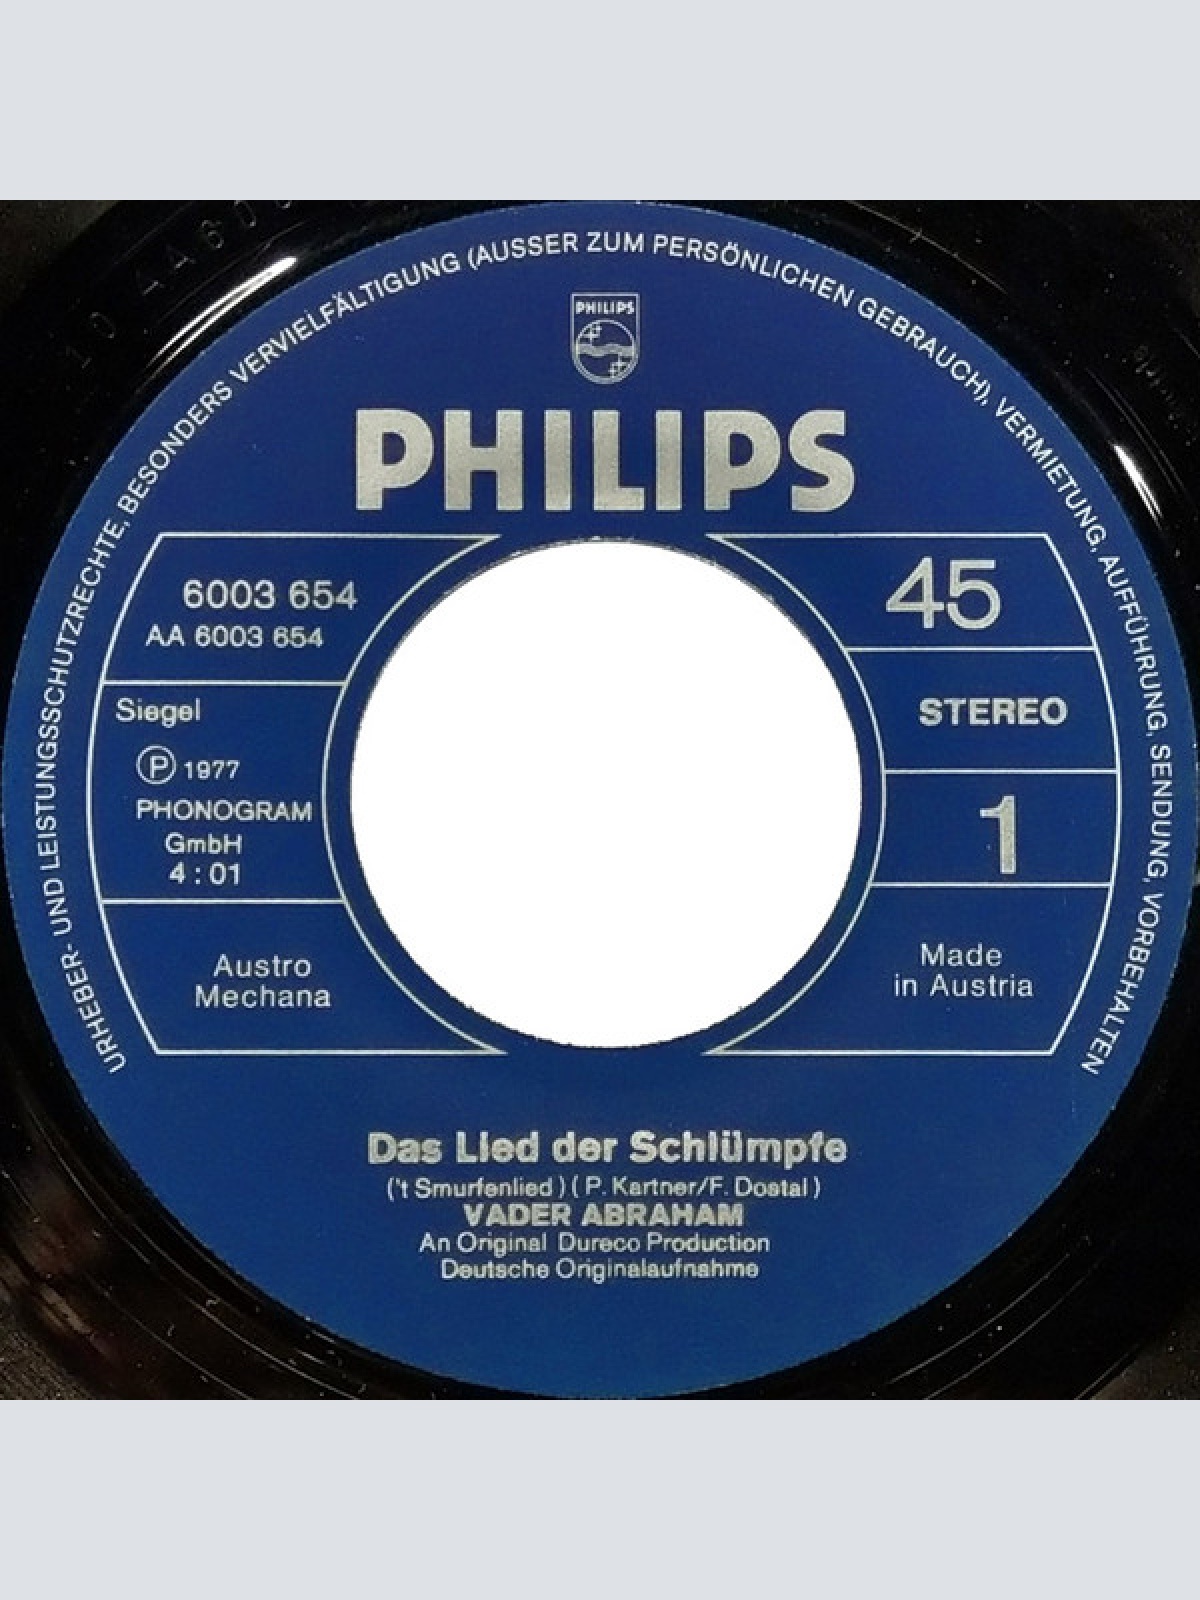 URHEBER- UND LEISTUNGSSCHUTZRECHTE, BESONDERS VERVIELFÄLTIGUNG (AUSSER ZUM PERSÖNLICHEN GEBRAUCH), VERMIETUNG, AUFFÜHRUNG, SENDUNG, VORBEHALTEN
PHILIPS
PHILIPS
6003 654
AA 6003 654
Siegel
Ⓟ 1977
PHONOGRAM
GmbH
4 : 01
Austro
Mechana
45
STEREO
1
Made
in Austria
Das Lied der Schlümpfe
('t Smurfenlied) ( P. Kartner/F. Dostal )
VADER ABRAHAM
An Original Dureco Production
Deutsche Originalaufnahme